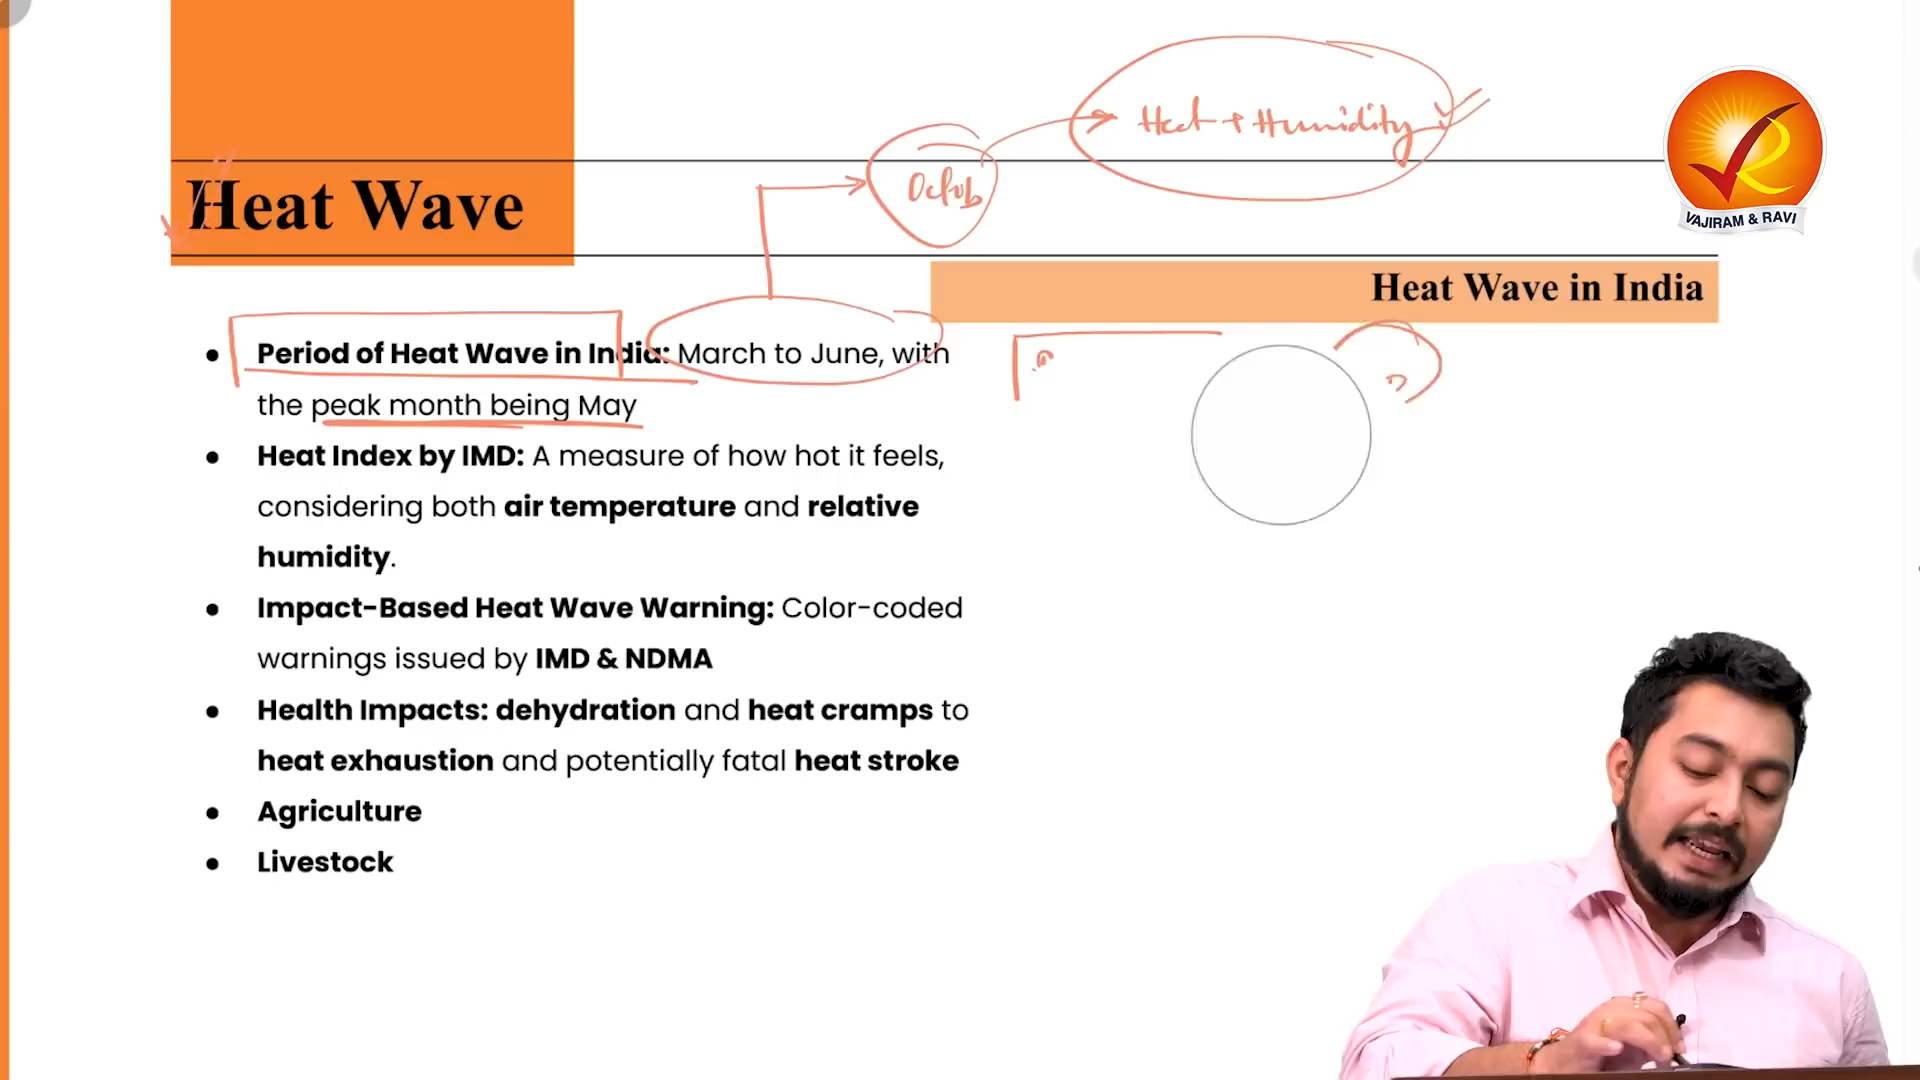 Heat + Humidity
Octob
Heat Wave
VAJIRAM & RAVI
Heat Wave in India
● Period of Heat Wave in India: March to June, with
the peak month being May
● Heat Index by IMD: A measure of how hot it feels,
considering both air temperature and relative
humidity.
● Impact-Based Heat Wave Warning: Color-coded
warnings issued by IMD & NDMA
● Health Impacts: dehydration and heat cramps to
heat exhaustion and potentially fatal heat stroke
● Agriculture
● Livestock